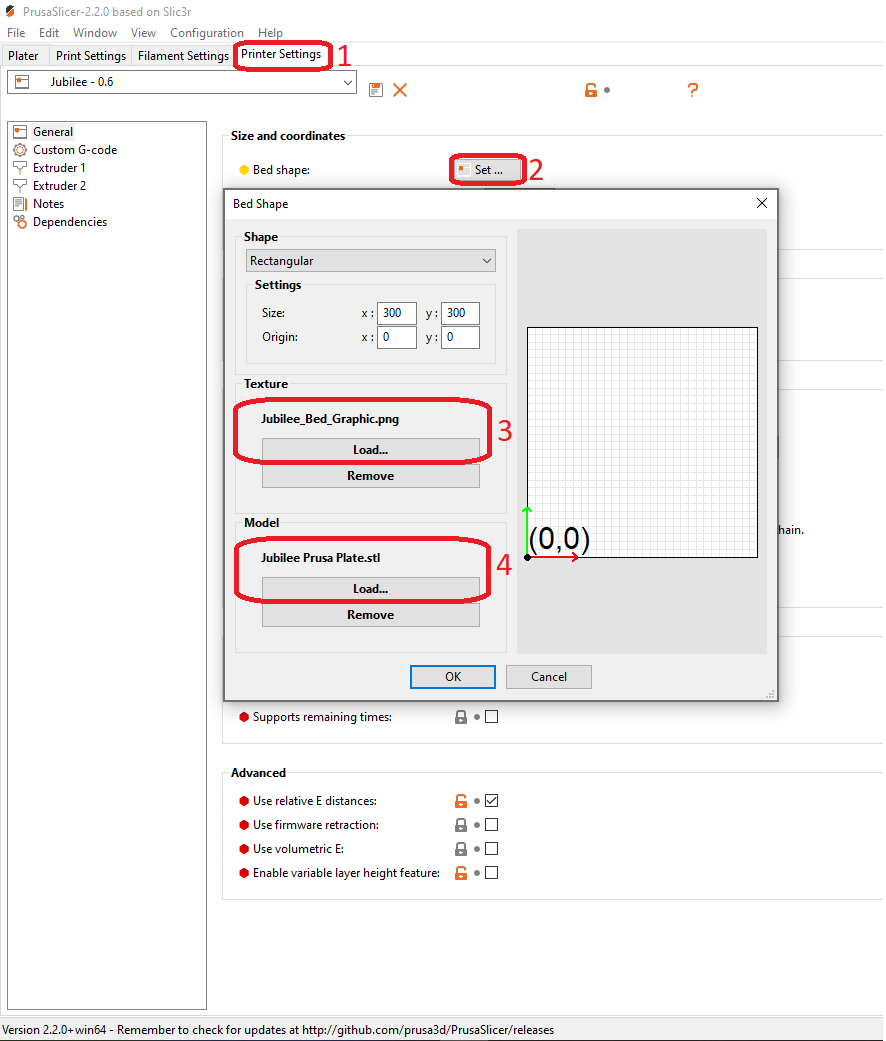 PrusaSlicer-2.2.0 based on Slic3r
File Edit Window View Configuration Help
Plater Print Settings Filament Settings Printer Settings 1
Jubilee - 0.6 ?
General
Custom G-code
Extruder 1
Extruder 2
Notes
Dependencies
Size and coordinates
Bed shape: Set ... 2
Bed Shape
Shape
Rectangular
Settings
Size: x : 300 y : 300
Origin: x : 0 y : 0
Texture
Jubilee_Bed_Graphic.png
Load... 3
Remove
Model
Jubilee Prusa Plate.stl
Load... 4
Remove
(0,0)
hain.
OK Cancel
Supports remaining times:
Advanced
Use relative E distances:
Use firmware retraction:
Use volumetric E:
Enable variable layer height feature:
Version 2.2.0+win64 - Remember to check for updates at http://github.com/prusa3d/PrusaSlicer/releases